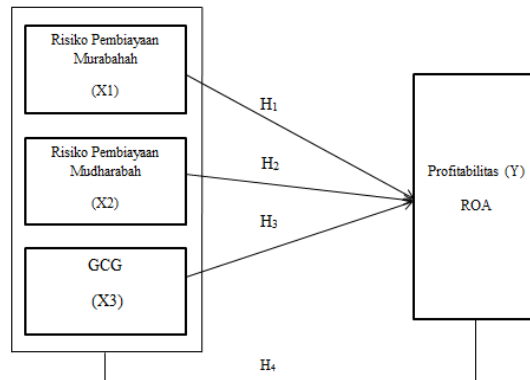 Risiko Pembiayaan
Murabahah
(X1)
H1
Risiko Pembiayaan
Mudharabah
(X2)
H2
Profitabilitas (Y)
ROA
H3
GCG
(X3)
H4